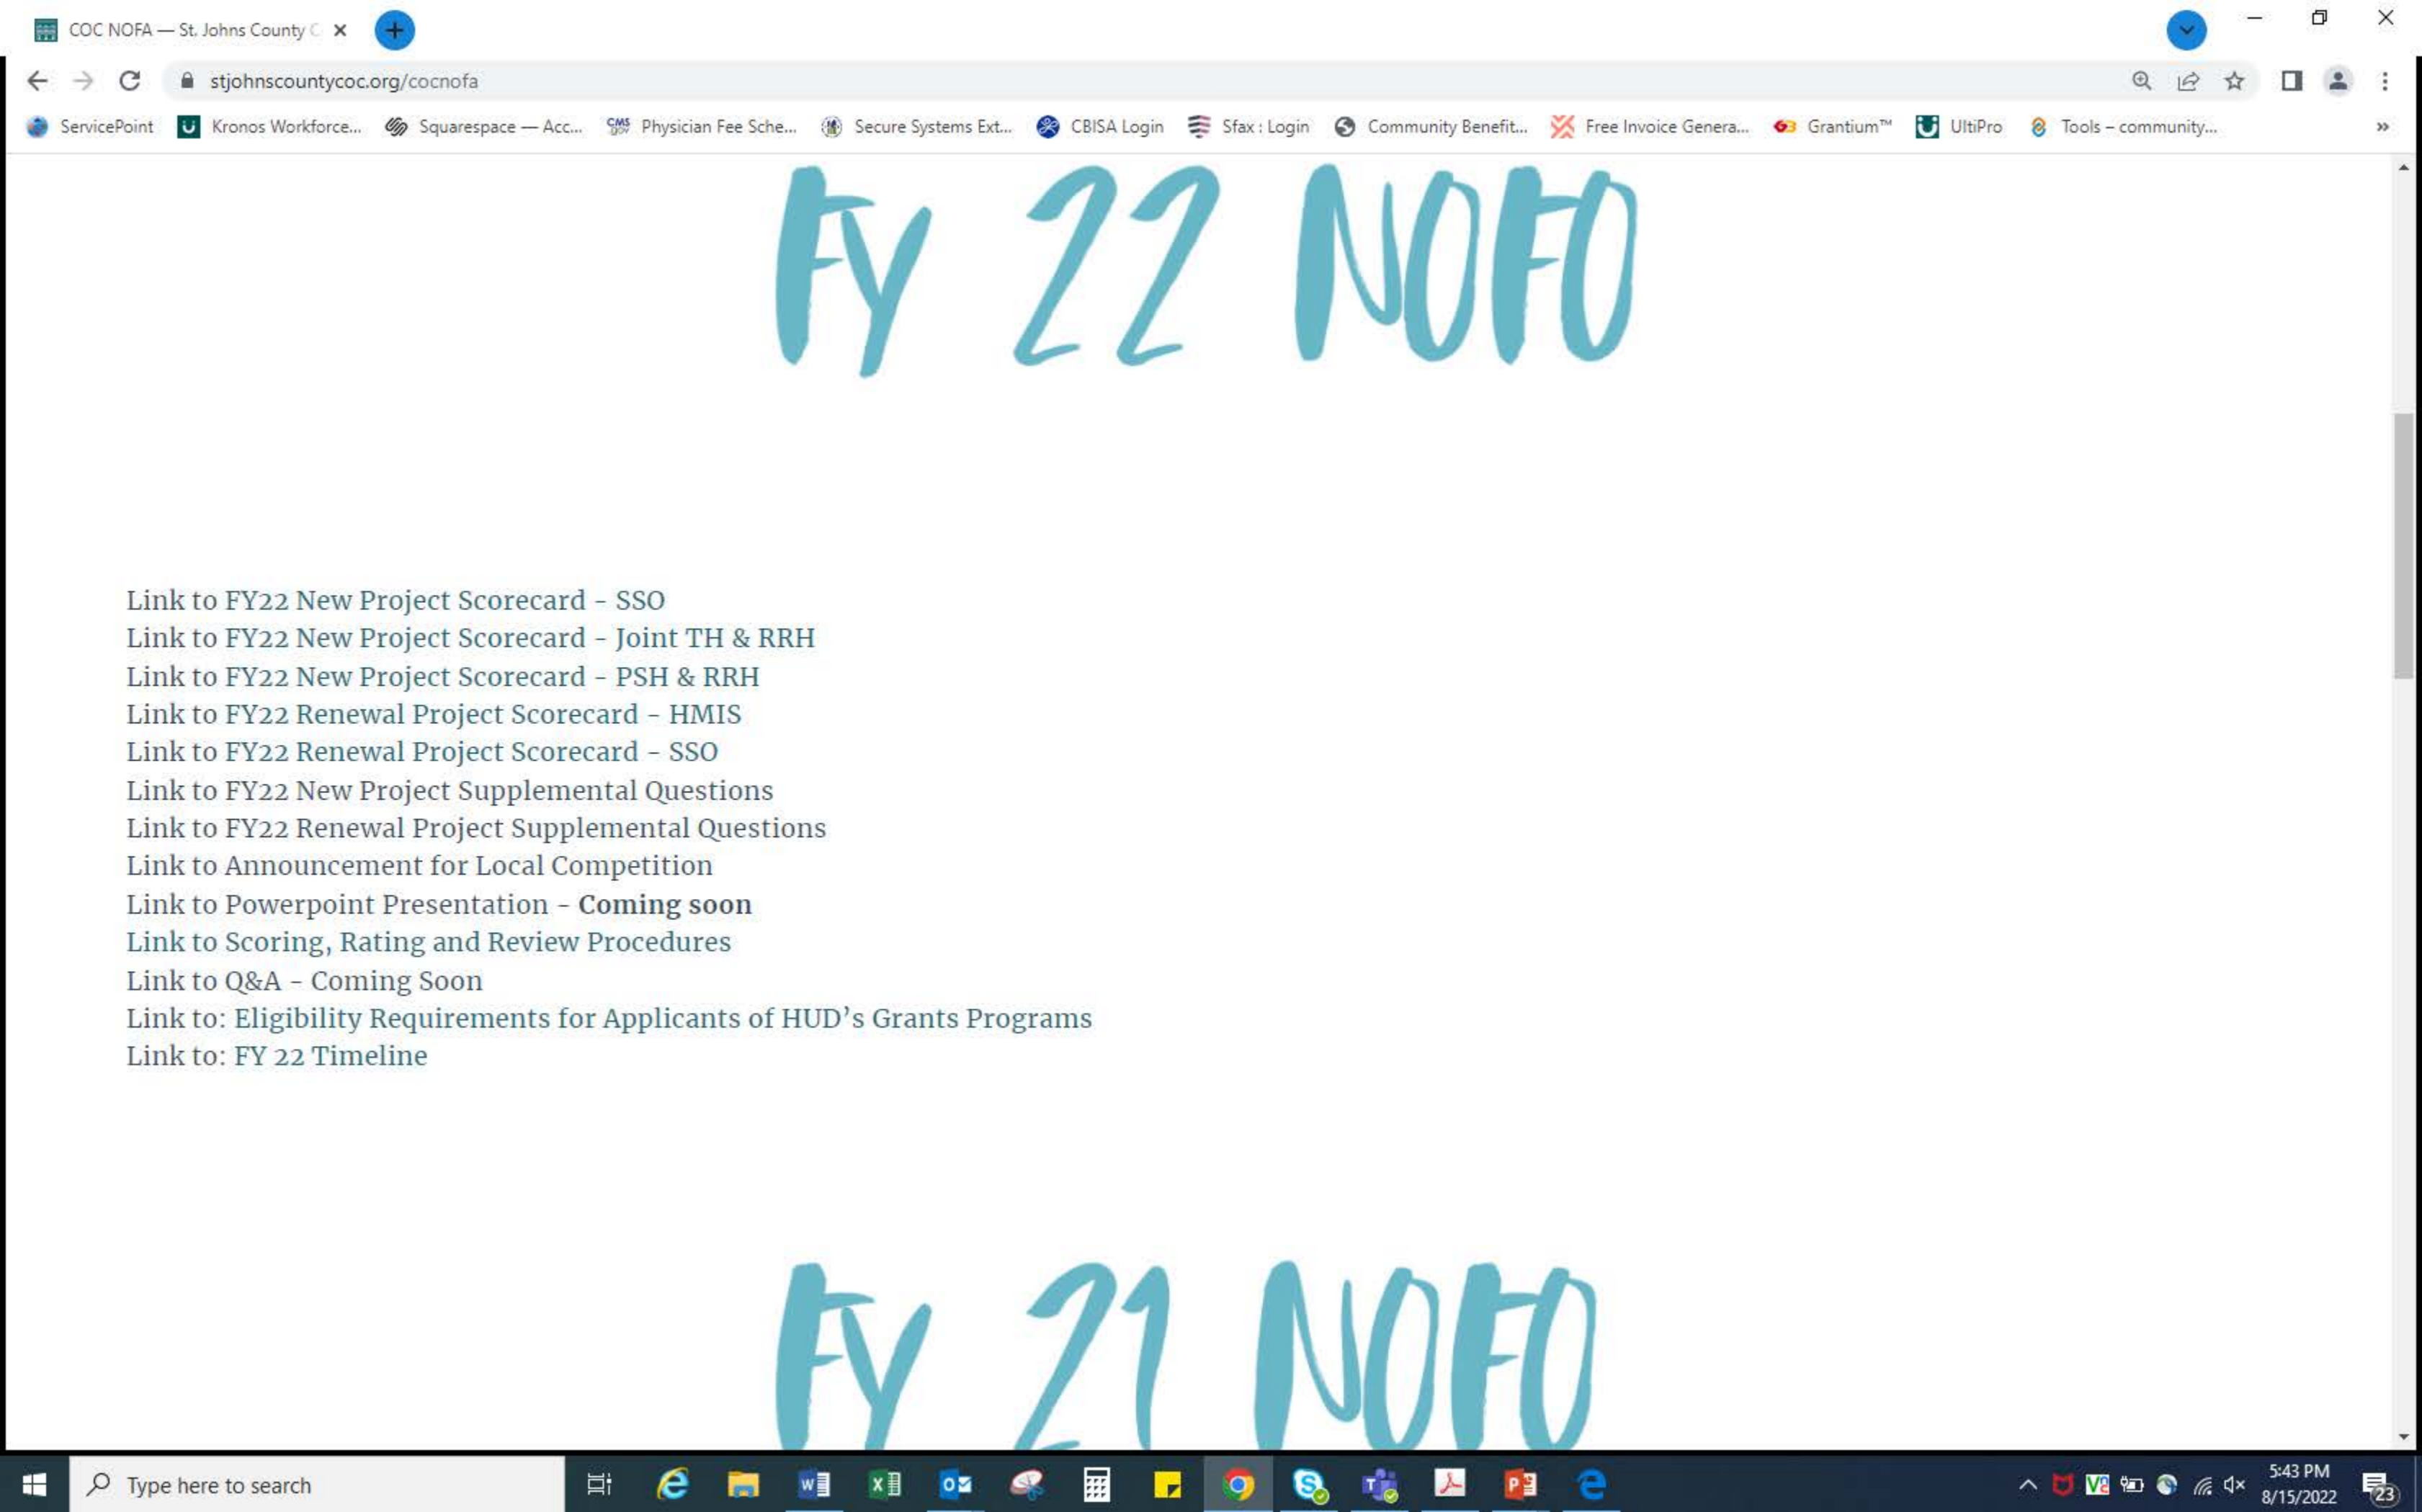 COC NOFA — St. Johns County C
stjohnscountycoc.org/cocnofa
ServicePoint Kronos Workforce... Squarespace — Acc... CMS .gov Physician Fee Sche... Secure Systems Ext... CBISA Login Sfax : Login Community Benefit... Free Invoice Genera... G3 Grantium™ UltiPro Tools – community... »
FY 22 NOFO
Link to FY22 New Project Scorecard - SSO
Link to FY22 New Project Scorecard - Joint TH & RRH
Link to FY22 New Project Scorecard - PSH & RRH
Link to FY22 Renewal Project Scorecard - HMIS
Link to FY22 Renewal Project Scorecard - SSO
Link to FY22 New Project Supplemental Questions
Link to FY22 Renewal Project Supplemental Questions
Link to Announcement for Local Competition
Link to Powerpoint Presentation - Coming soon
Link to Scoring, Rating and Review Procedures
Link to Q&A - Coming Soon
Link to: Eligibility Requirements for Applicants of HUD’s Grants Programs
Link to: FY 22 Timeline
FY 21 NOFO
Type here to search
5:43 PM
8/15/2022
23